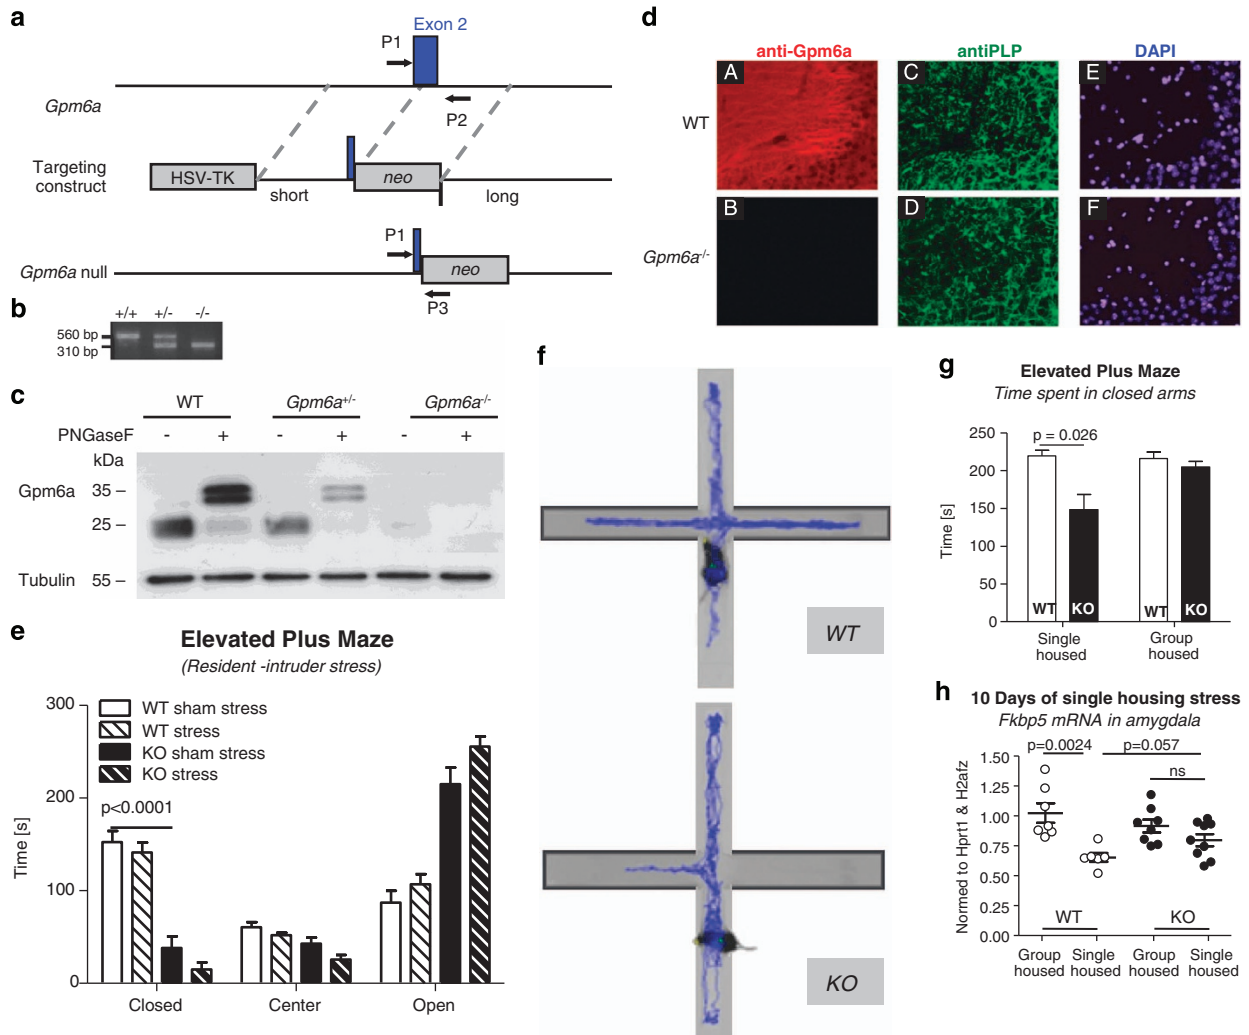 a
Exon 2
P1
Gpm6a
P2
Targeting
construct
HSV-TK
neo
short
long
P1
Gpm6a null
neo
P3
b
+/+ +/- -/-
560 bp
310 bp
c
WT Gpm6a+/- Gpm6a-/-
PNGaseF - + - + - +
kDa
Gpm6a 35
25
Tubulin 55
d
anti-Gpm6a antiPLP DAPI
WT
A C E
Gpm6a-/-
B D F
e
Elevated Plus Maze
(Resident -intruder stress)
WT sham stress
WT stress
KO sham stress
KO stress
p<0.0001
Time [s]
300
200
100
0
Closed Center Open
f
WT
KO
g
Elevated Plus Maze
Time spent in closed arms
p = 0.026
Time [s]
250
200
150
100
50
0
WT KO WT KO
Single
housed
Group
housed
h
10 Days of single housing stress
Fkbp5 mRNA in amygdala
p=0.0024 p=0.057
ns
Normed to Hprt1 & H2afz
1.50
1.25
1.00
0.75
0.50
0.25
0.00
WT KO
Group
housed
Single
housed
Group
housed
Single
housed